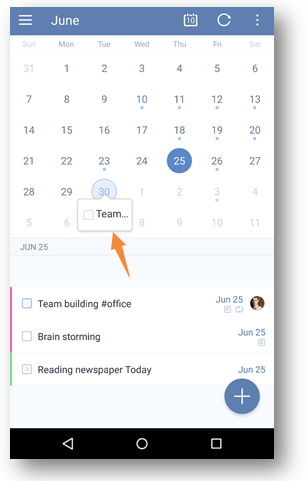 June 10
Sun Mon Tue Wed Thu Fri Sat
31 1 2 3 4 5 6
7 8 9 10 11 12 13
14 15 16 17 18 19 20
21 22 23 24 25 26 27
28 29 30 1 2 3 4
Team...
5 6 8 9 10 11
JUN 25
Team building #office Jun 25
Brain storming Jun 25
Reading newspaper Today Jun 25